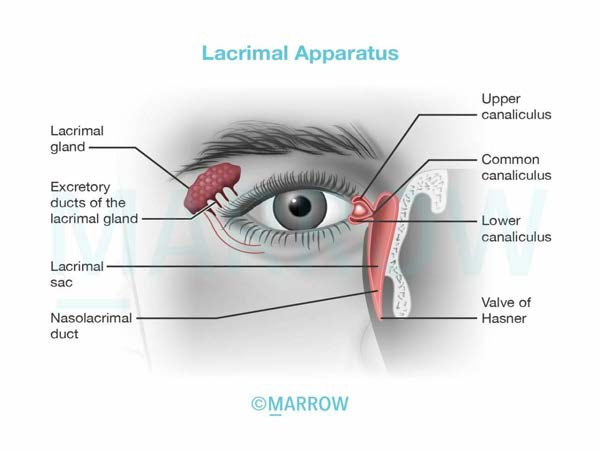 Lacrimal Apparatus
Lacrimal
gland
Excretory
ducts of the
lacrimal gland
Lacrimal
sac
Nasolacrimal
duct
Upper
canaliculus
Common
canaliculus
Lower
canaliculus
Valve of
Hasner
MARROW
©MARROW